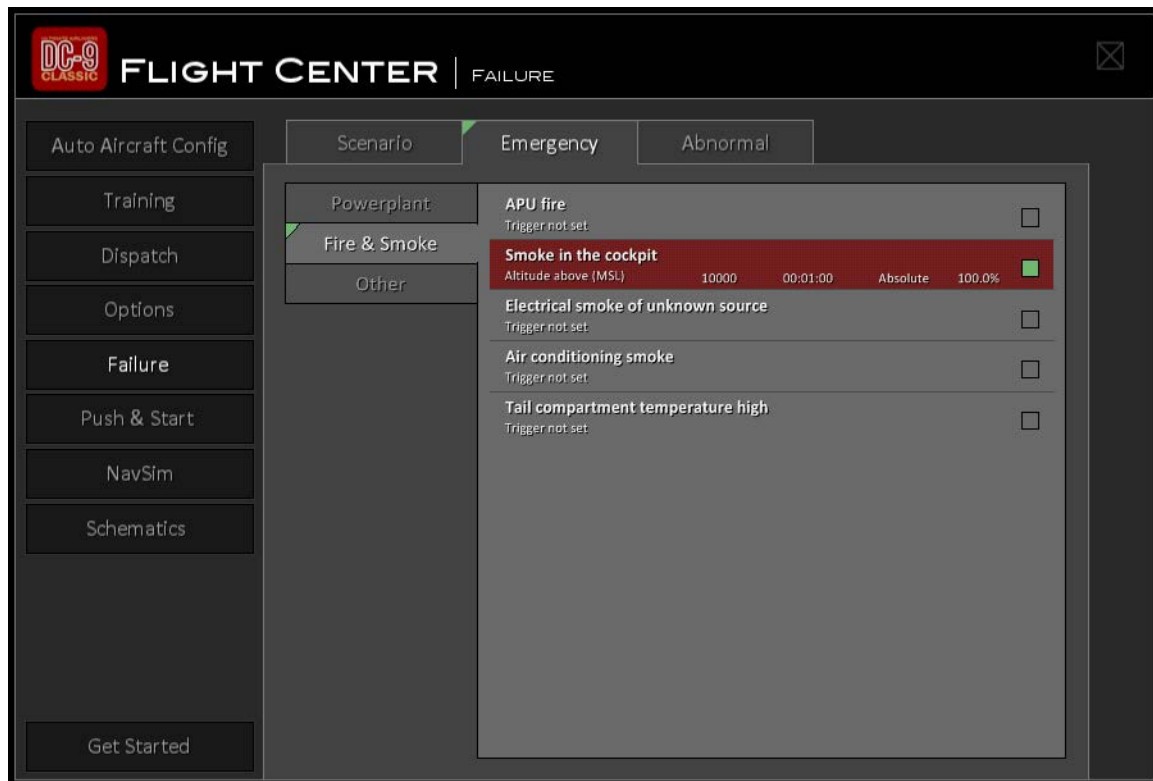 DC-9
CLASSIC
FLIGHT CENTER | FAILURE
Auto Aircraft Config
Training
Dispatch
Options
Failure
Push & Start
NavSim
Schematics
Get Started
Scenario
Emergency
Abnormal
Powerplant
Fire & Smoke
Other
APU fire
Trigger not set
Smoke in the cockpit
Altitude above (MSL) 10000 00:01:00 Absolute 100.0%
Electrical smoke of unknown source
Trigger not set
Air conditioning smoke
Trigger not set
Tail compartment temperature high
Trigger not set